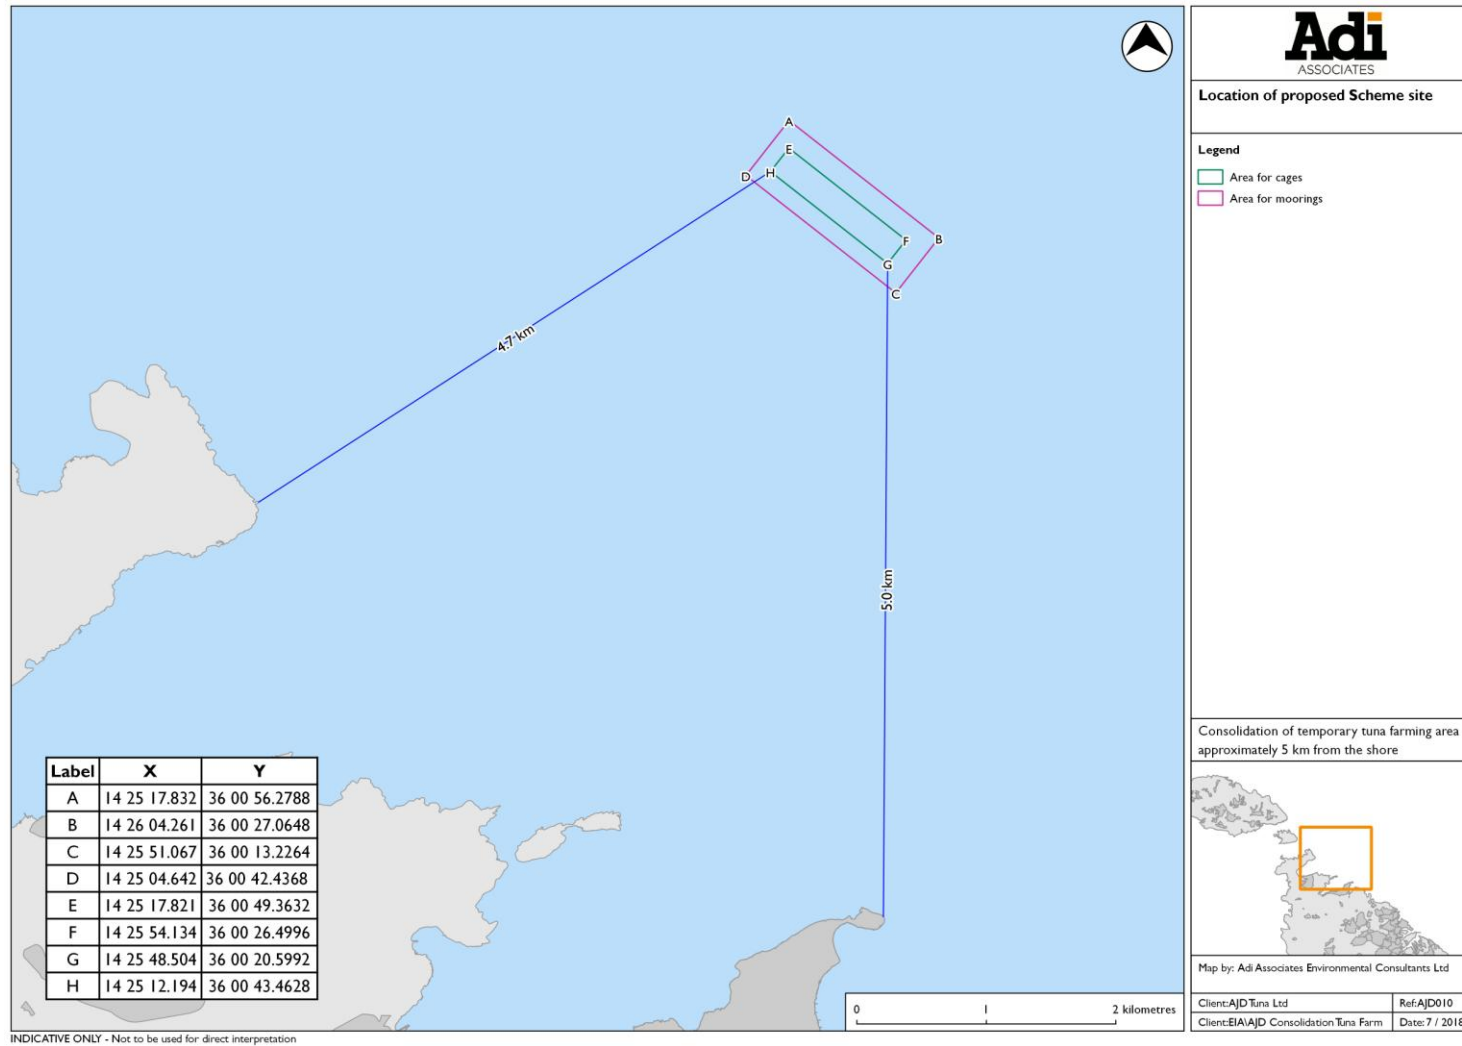 Adi
ASSOCIATES
Location of proposed Scheme site
Legend
Area for cages
Area for moorings
A
E
D
H
F
B
G
C
4.7 km
5.0 km
Label X Y
A 14 25 17.832 36 00 56.2788
B 14 26 04.261 36 00 27.0648
C 14 25 51.067 36 00 13.2264
D 14 25 04.642 36 00 42.4368
E 14 25 17.821 36 00 49.3632
F 14 25 54.134 36 00 26.4996
G 14 25 48.504 36 00 20.5992
H 14 25 12.194 36 00 43.4628
0 1 2 kilometres
Consolidation of temporary tuna farming area
approximately 5 km from the shore
Map by: Adi Associates Environmental Consultants Ltd
Client:AJD Tuna Ltd Ref:AJD010
Client:EIA\AJD Consolidation Tuna Farm Date: 7 / 2018
INDICATIVE ONLY - Not to be used for direct interpretation